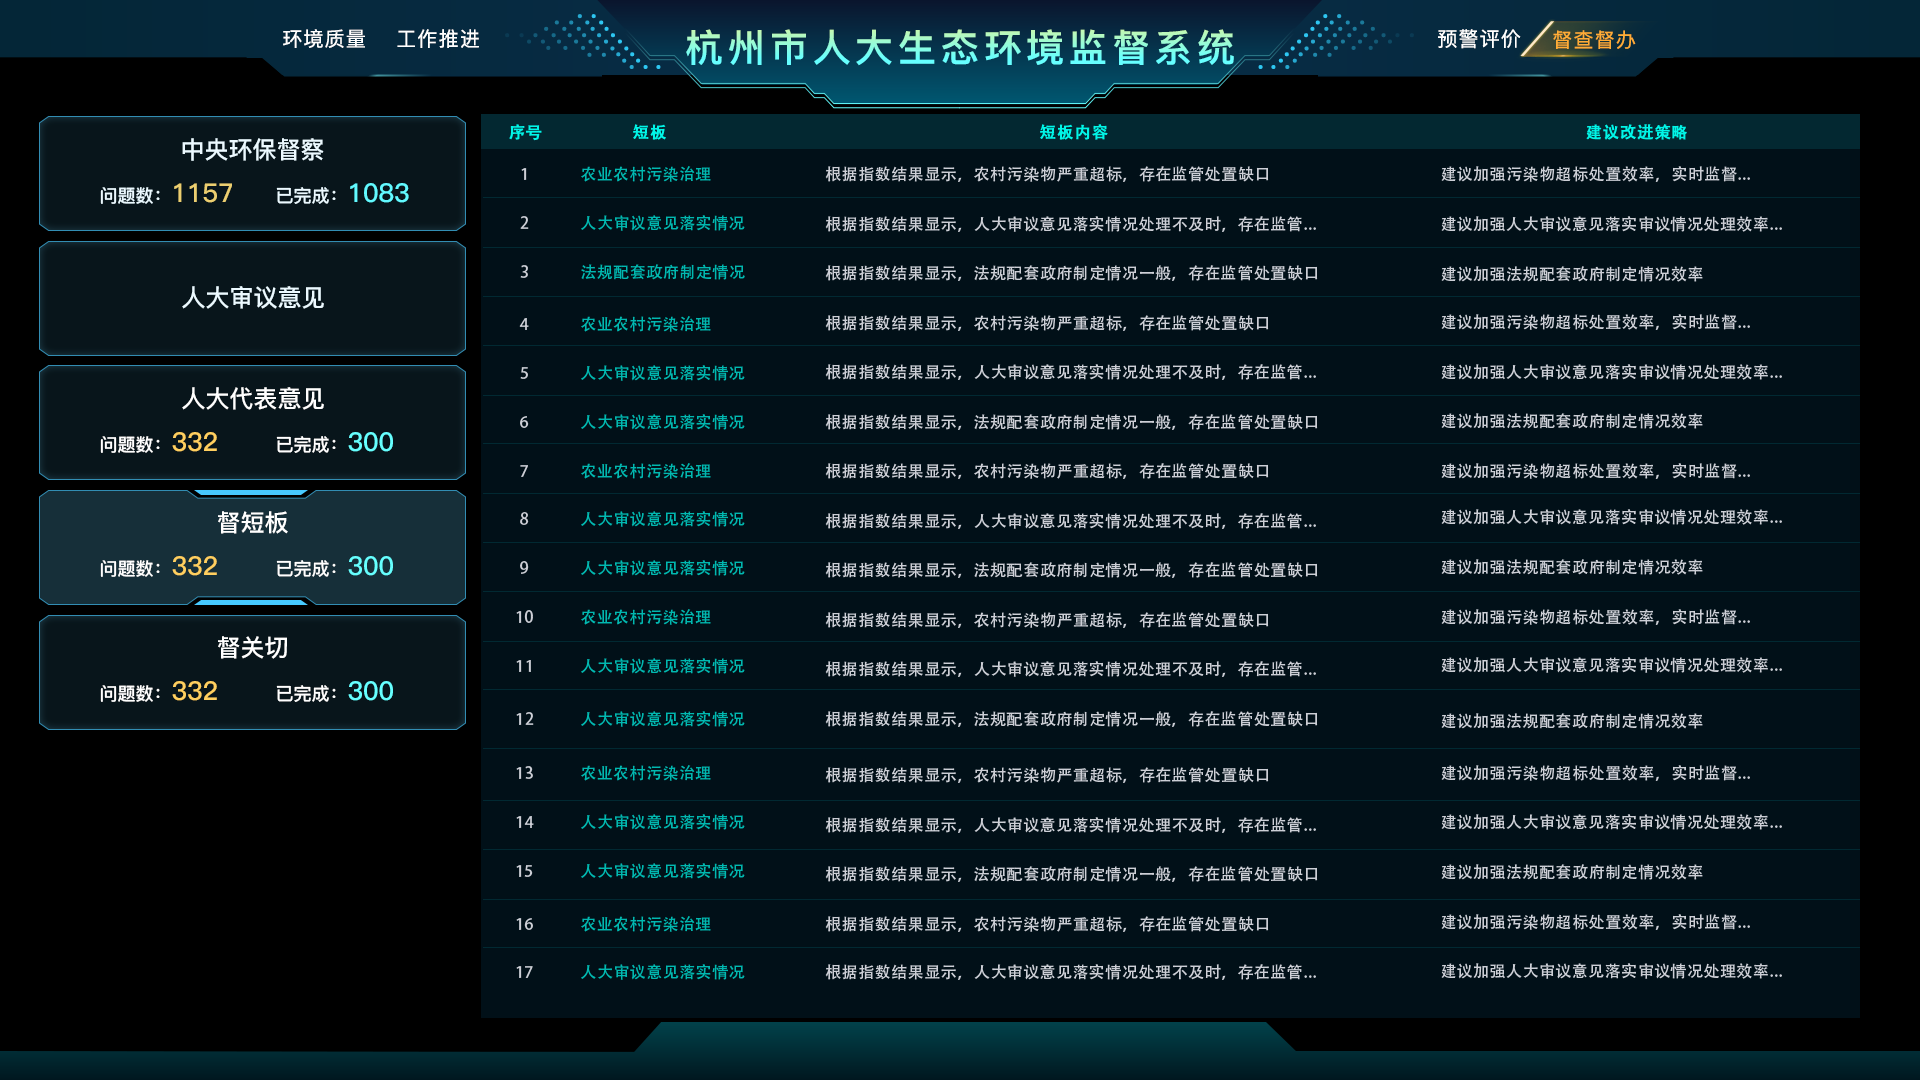 环境质量 工作推进 杭州市人大生态环境监督系统 预警评价 督查督办
中央环保督察
问题数：1157 已完成：1083
人大审议意见
人大代表意见
问题数：332 已完成：300
督短板
问题数：332 已完成：300
督关切
问题数：332 已完成：300
序号 短板 短板内容 建议改进策略
1 农业农村污染治理 根据指数结果显示，农村污染物严重超标，存在监管处置缺口 建议加强污染物超标处置效率，实时监督...
2 人大审议意见落实情况 根据指数结果显示，人大审议意见落实情况处理不及时，存在监管... 建议加强人大审议意见落实审议情况处理效率...
3 法规配套政府制定情况 根据指数结果显示，法规配套政府制定情况一般，存在监管处置缺口 建议加强法规配套政府制定情况效率
4 农业农村污染治理 根据指数结果显示，农村污染物严重超标，存在监管处置缺口 建议加强污染物超标处置效率，实时监督...
5 人大审议意见落实情况 根据指数结果显示，人大审议意见落实情况处理不及时，存在监管... 建议加强人大审议意见落实审议情况处理效率...
6 人大审议意见落实情况 根据指数结果显示，法规配套政府制定情况一般，存在监管处置缺口 建议加强法规配套政府制定情况效率
7 农业农村污染治理 根据指数结果显示，农村污染物严重超标，存在监管处置缺口 建议加强污染物超标处置效率，实时监督...
8 人大审议意见落实情况 根据指数结果显示，人大审议意见落实情况处理不及时，存在监管... 建议加强人大审议意见落实审议情况处理效率...
9 人大审议意见落实情况 根据指数结果显示，法规配套政府制定情况一般，存在监管处置缺口 建议加强法规配套政府制定情况效率
10 农业农村污染治理 根据指数结果显示，农村污染物严重超标，存在监管处置缺口 建议加强污染物超标处置效率，实时监督...
11 人大审议意见落实情况 根据指数结果显示，人大审议意见落实情况处理不及时，存在监管... 建议加强人大审议意见落实审议情况处理效率...
12 人大审议意见落实情况 根据指数结果显示，法规配套政府制定情况一般，存在监管处置缺口 建议加强法规配套政府制定情况效率
13 农业农村污染治理 根据指数结果显示，农村污染物严重超标，存在监管处置缺口 建议加强污染物超标处置效率，实时监督...
14 人大审议意见落实情况 根据指数结果显示，人大审议意见落实情况处理不及时，存在监管... 建议加强人大审议意见落实审议情况处理效率...
15 人大审议意见落实情况 根据指数结果显示，法规配套政府制定情况一般，存在监管处置缺口 建议加强法规配套政府制定情况效率
16 农业农村污染治理 根据指数结果显示，农村污染物严重超标，存在监管处置缺口 建议加强污染物超标处置效率，实时监督...
17 人大审议意见落实情况 根据指数结果显示，人大审议意见落实情况处理不及时，存在监管... 建议加强人大审议意见落实审议情况处理效率...